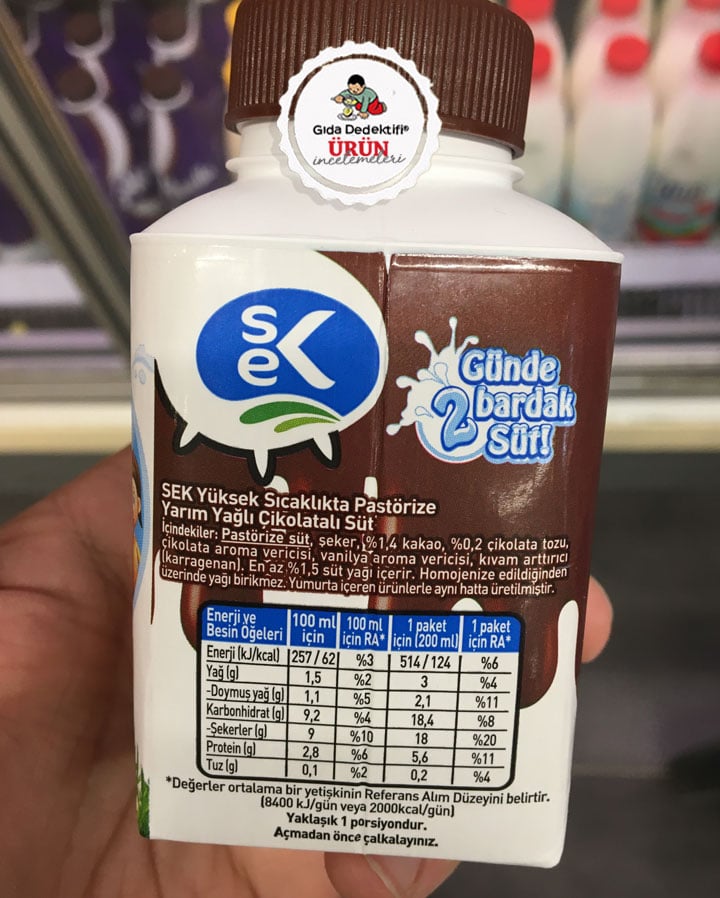 Gıda Dedektifi®
ÜRÜN
incelemeleri
SEK
Günde
2 bardak
Süt!
SEK Yüksek Sıcaklıkta Pastörize
Yarım Yağlı Çikolatalı Süt
İçindekiler: Pastörize süt, şeker, (%1,4 kakao, %0,2 çikolata tozu,
çikolata aroma vericisi, vanilya aroma vericisi, kıvam arttırıcı
(karragenan). En az %1,5 süt yağı içerir. Homojenize edildiğinden
üzerinde yağı birikmez. Yumurta içeren ürünlerle aynı hatta üretilmiştir.
Enerji ve Besin Öğeleri 100 ml için 100 ml için RA* 1 paket için (200 ml) 1 paket için RA*
Enerji (kJ/kcal) 257 / 62 %3 514 / 124 %6
Yağ (g) 1,5 %2 3 %4
-Doymuş yağ (g) 1,1 %5 2,1 %11
Karbonhidrat (g) 9,2 %4 18,4 %8
-Şekerler (g) 9 %10 18 %20
Protein (g) 2,8 %6 5,6 %11
Tuz (g) 0,1 %2 0,2 %4
*Değerler ortalama bir yetişkinin Referans Alım Düzeyini belirtir.
(8400 kJ/gün veya 2000kcal/gün)
Yaklaşık 1 porsiyondur.
Açmadan önce çalkalayınız.